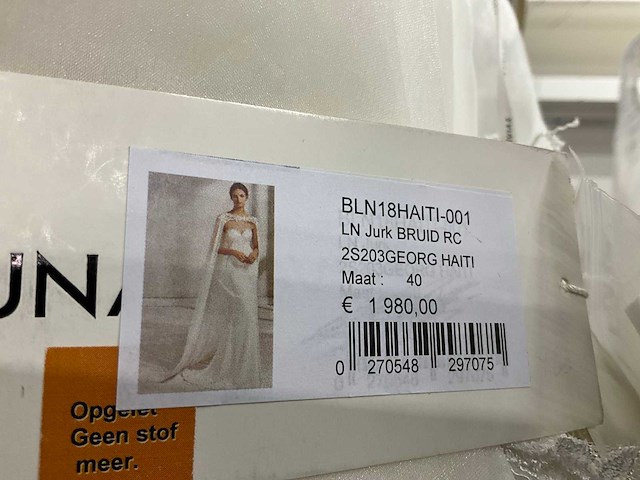 UNA
BLN18HAITI-001
LN Jurk BRUID RC
2S203GEORG HAITI
Maat : 40
€ 1 980,00
0 270548 297075
Opgelet
Geen stof
meer.